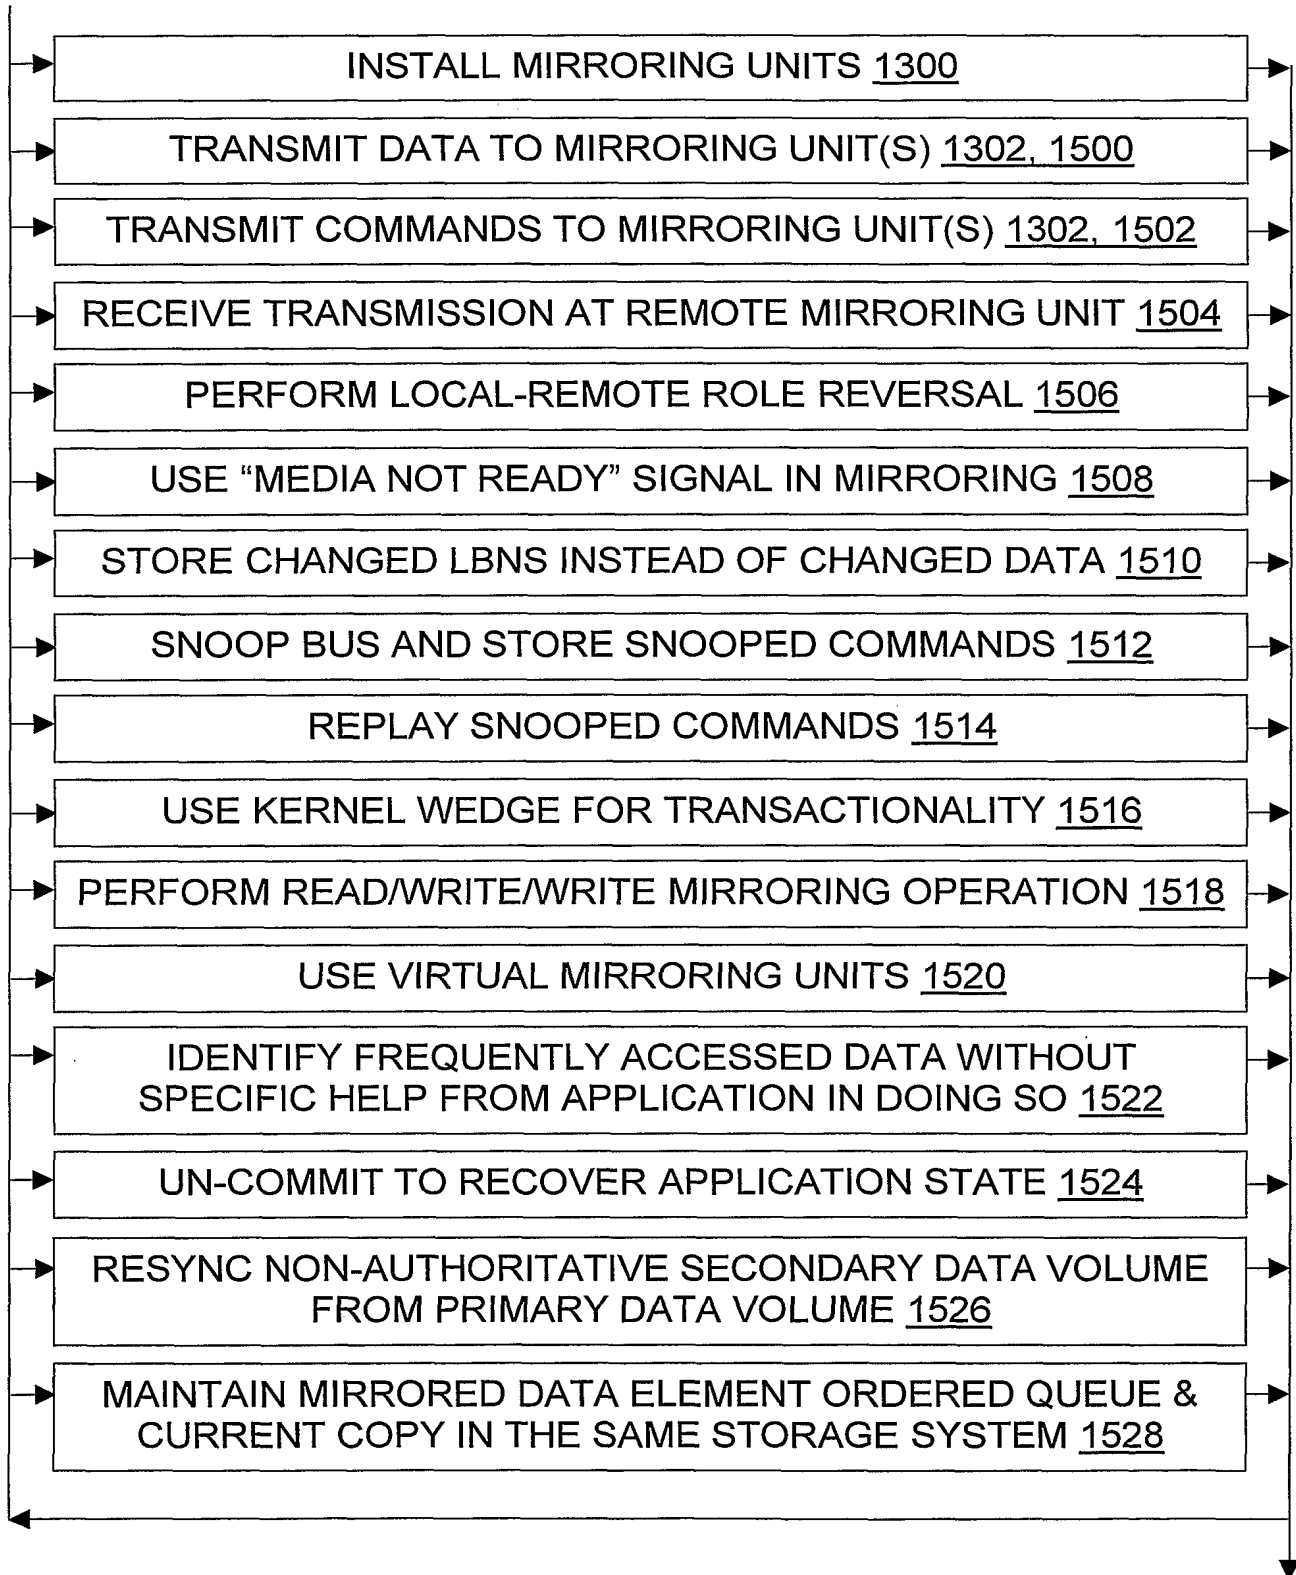 INSTALL MIRRORING UNITS 1300
TRANSMIT DATA TO MIRRORING UNIT(S) 1302, 1500
TRANSMIT COMMANDS TO MIRRORING UNIT(S) 1302, 1502
RECEIVE TRANSMISSION AT REMOTE MIRRORING UNIT 1504
PERFORM LOCAL-REMOTE ROLE REVERSAL 1506
USE “MEDIA NOT READY” SIGNAL IN MIRRORING 1508
STORE CHANGED LBNS INSTEAD OF CHANGED DATA 1510
SNOOP BUS AND STORE SNOOPED COMMANDS 1512
REPLAY SNOOPED COMMANDS 1514
USE KERNEL WEDGE FOR TRANSACTIONALITY 1516
PERFORM READ/WRITE/WRITE MIRRORING OPERATION 1518
USE VIRTUAL MIRRORING UNITS 1520
IDENTIFY FREQUENTLY ACCESSED DATA WITHOUT
SPECIFIC HELP FROM APPLICATION IN DOING SO 1522
UN-COMMIT TO RECOVER APPLICATION STATE 1524
RESYNC NON-AUTHORITATIVE SECONDARY DATA VOLUME
FROM PRIMARY DATA VOLUME 1526
MAINTAIN MIRRORED DATA ELEMENT ORDERED QUEUE &
CURRENT COPY IN THE SAME STORAGE SYSTEM 1528